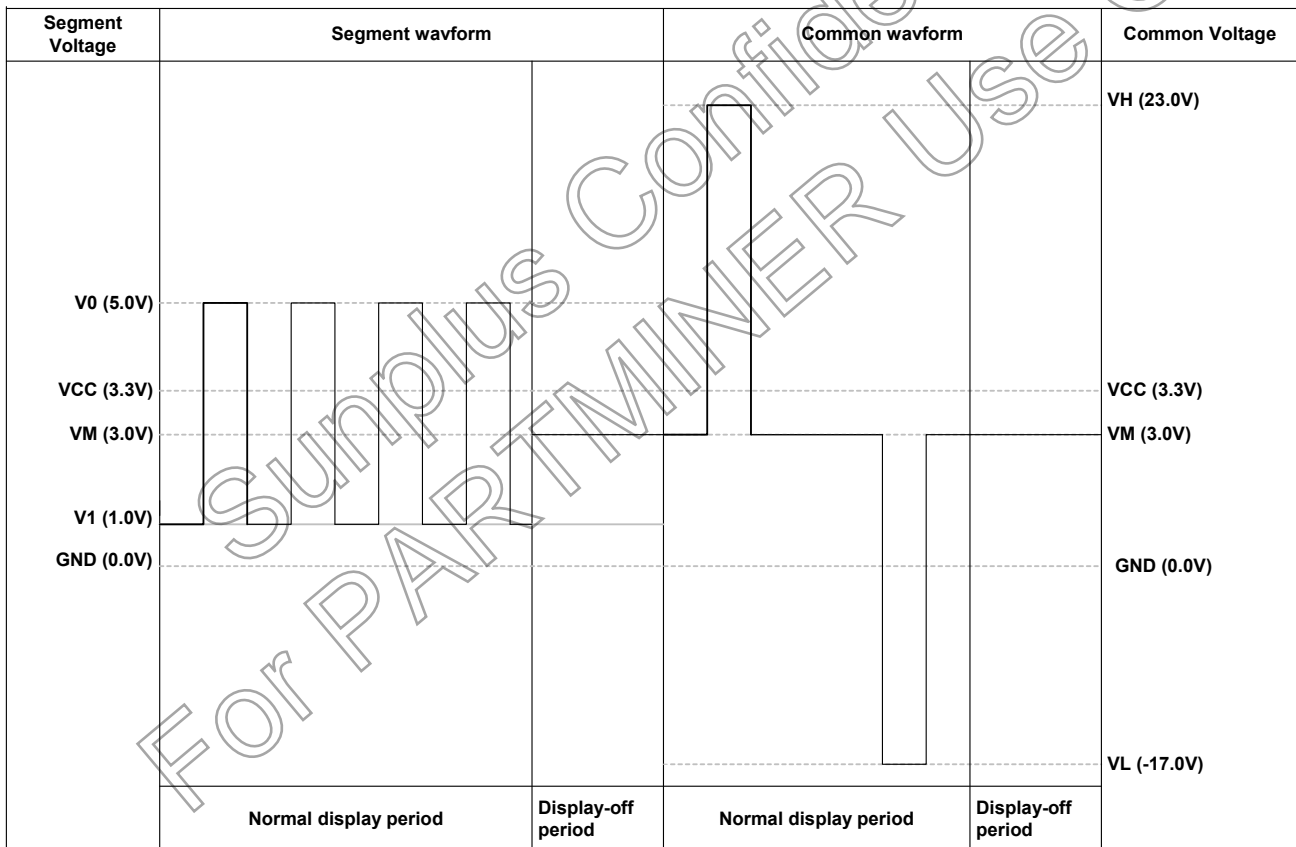 Segment Voltage
Segment wavform
Common wavform
Common Voltage
VH (23.0V)
V0 (5.0V)
VCC (3.3V)
VCC (3.3V)
VM (3.0V)
VM (3.0V)
V1 (1.0V)
GND (0.0V)
GND (0.0V)
VL (-17.0V)
Normal display period
Display-off period
Normal display period
Display-off period
Sunplus Confide
For PARTMINER Use